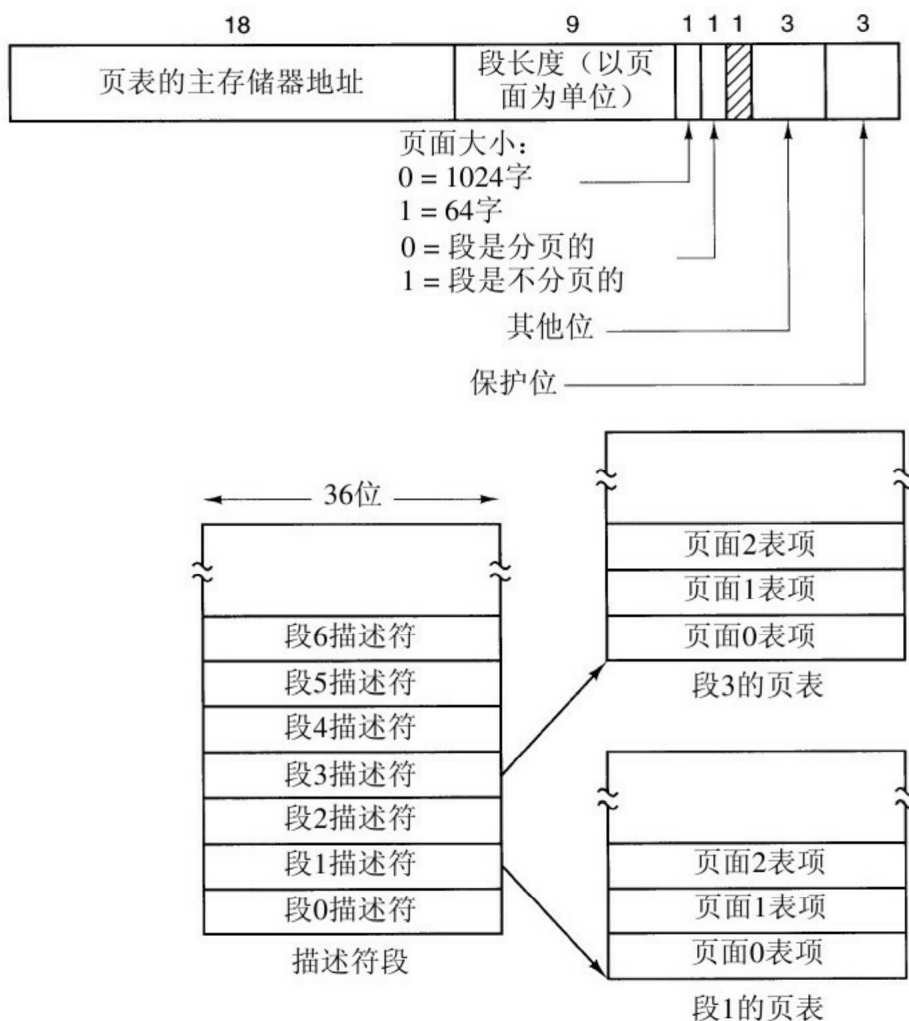 18 9 1 1 1 3 3
页表的主存储器地址
段长度（以页
面为单位）
页面大小：
0 = 1024字
1 = 64字
0 = 段是分页的
1 = 段是不分页的
其他位
保护位
36位
段6描述符
段5描述符
段4描述符
段3描述符
段2描述符
段1描述符
段0描述符
描述符段
页面2表项
页面1表项
页面0表项
段3的页表
页面2表项
页面1表项
页面0表项
段1的页表